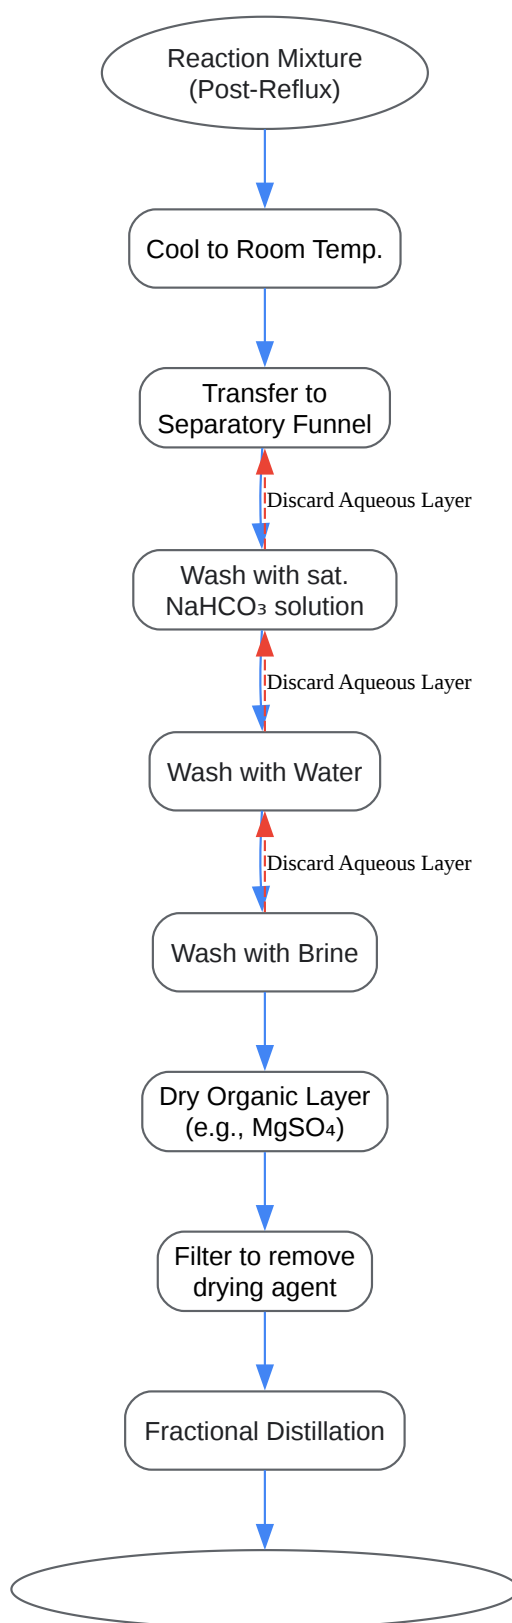 Reaction Mixture
(Post-Reflux)
Cool to Room Temp.
Transfer to
Separatory Funnel
Discard Aqueous Layer
Wash with sat.
NaHCO₃ solution
Discard Aqueous Layer
Wash with Water
Discard Aqueous Layer
Wash with Brine
Dry Organic Layer
(e.g., MgSO₄)
Filter to remove
drying agent
Fractional Distillation